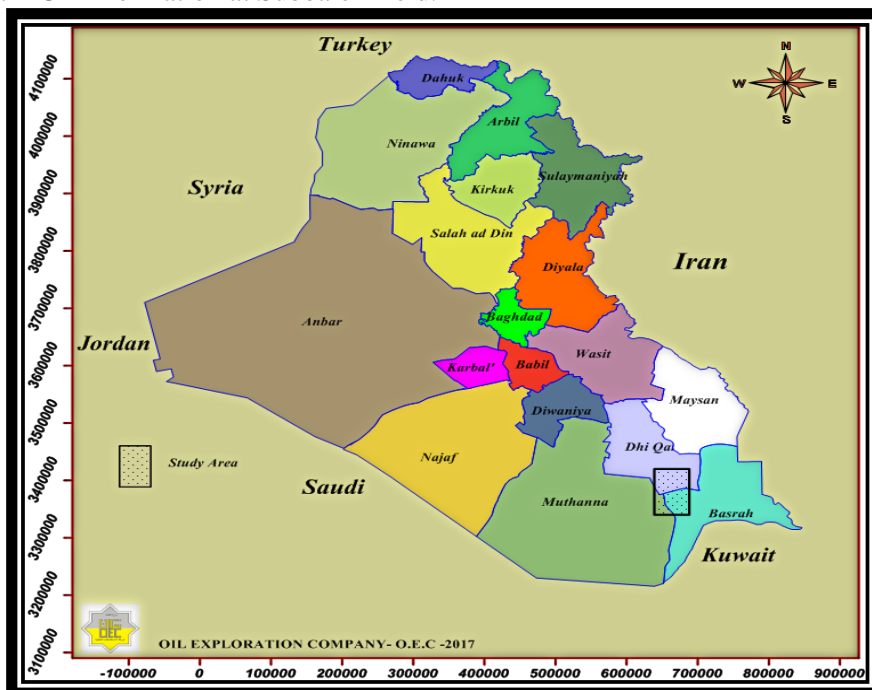 Turkey
N
W E
S
Dahuk
Arbil
Ninawa
Sulaymaniyah
Kirkuk
Syria
Salah ad Din
Iran
Diyala
Anbar
Baghdad
Jordan
Wasit
Karbal'
Babil
Maysan
Diwaniya
Dhi Qa
Study Area
Najaf
Saudi
Muthanna
Basrah
Kuwait
OEC
OIL EXPLORATION COMPANY- O.E.C -2017
4100000
4000000
3900000
3800000
3700000
3600000
3500000
3400000
3300000
3200000
3100000
-100000 0 100000 200000 300000 400000 500000 600000 700000 800000 900000